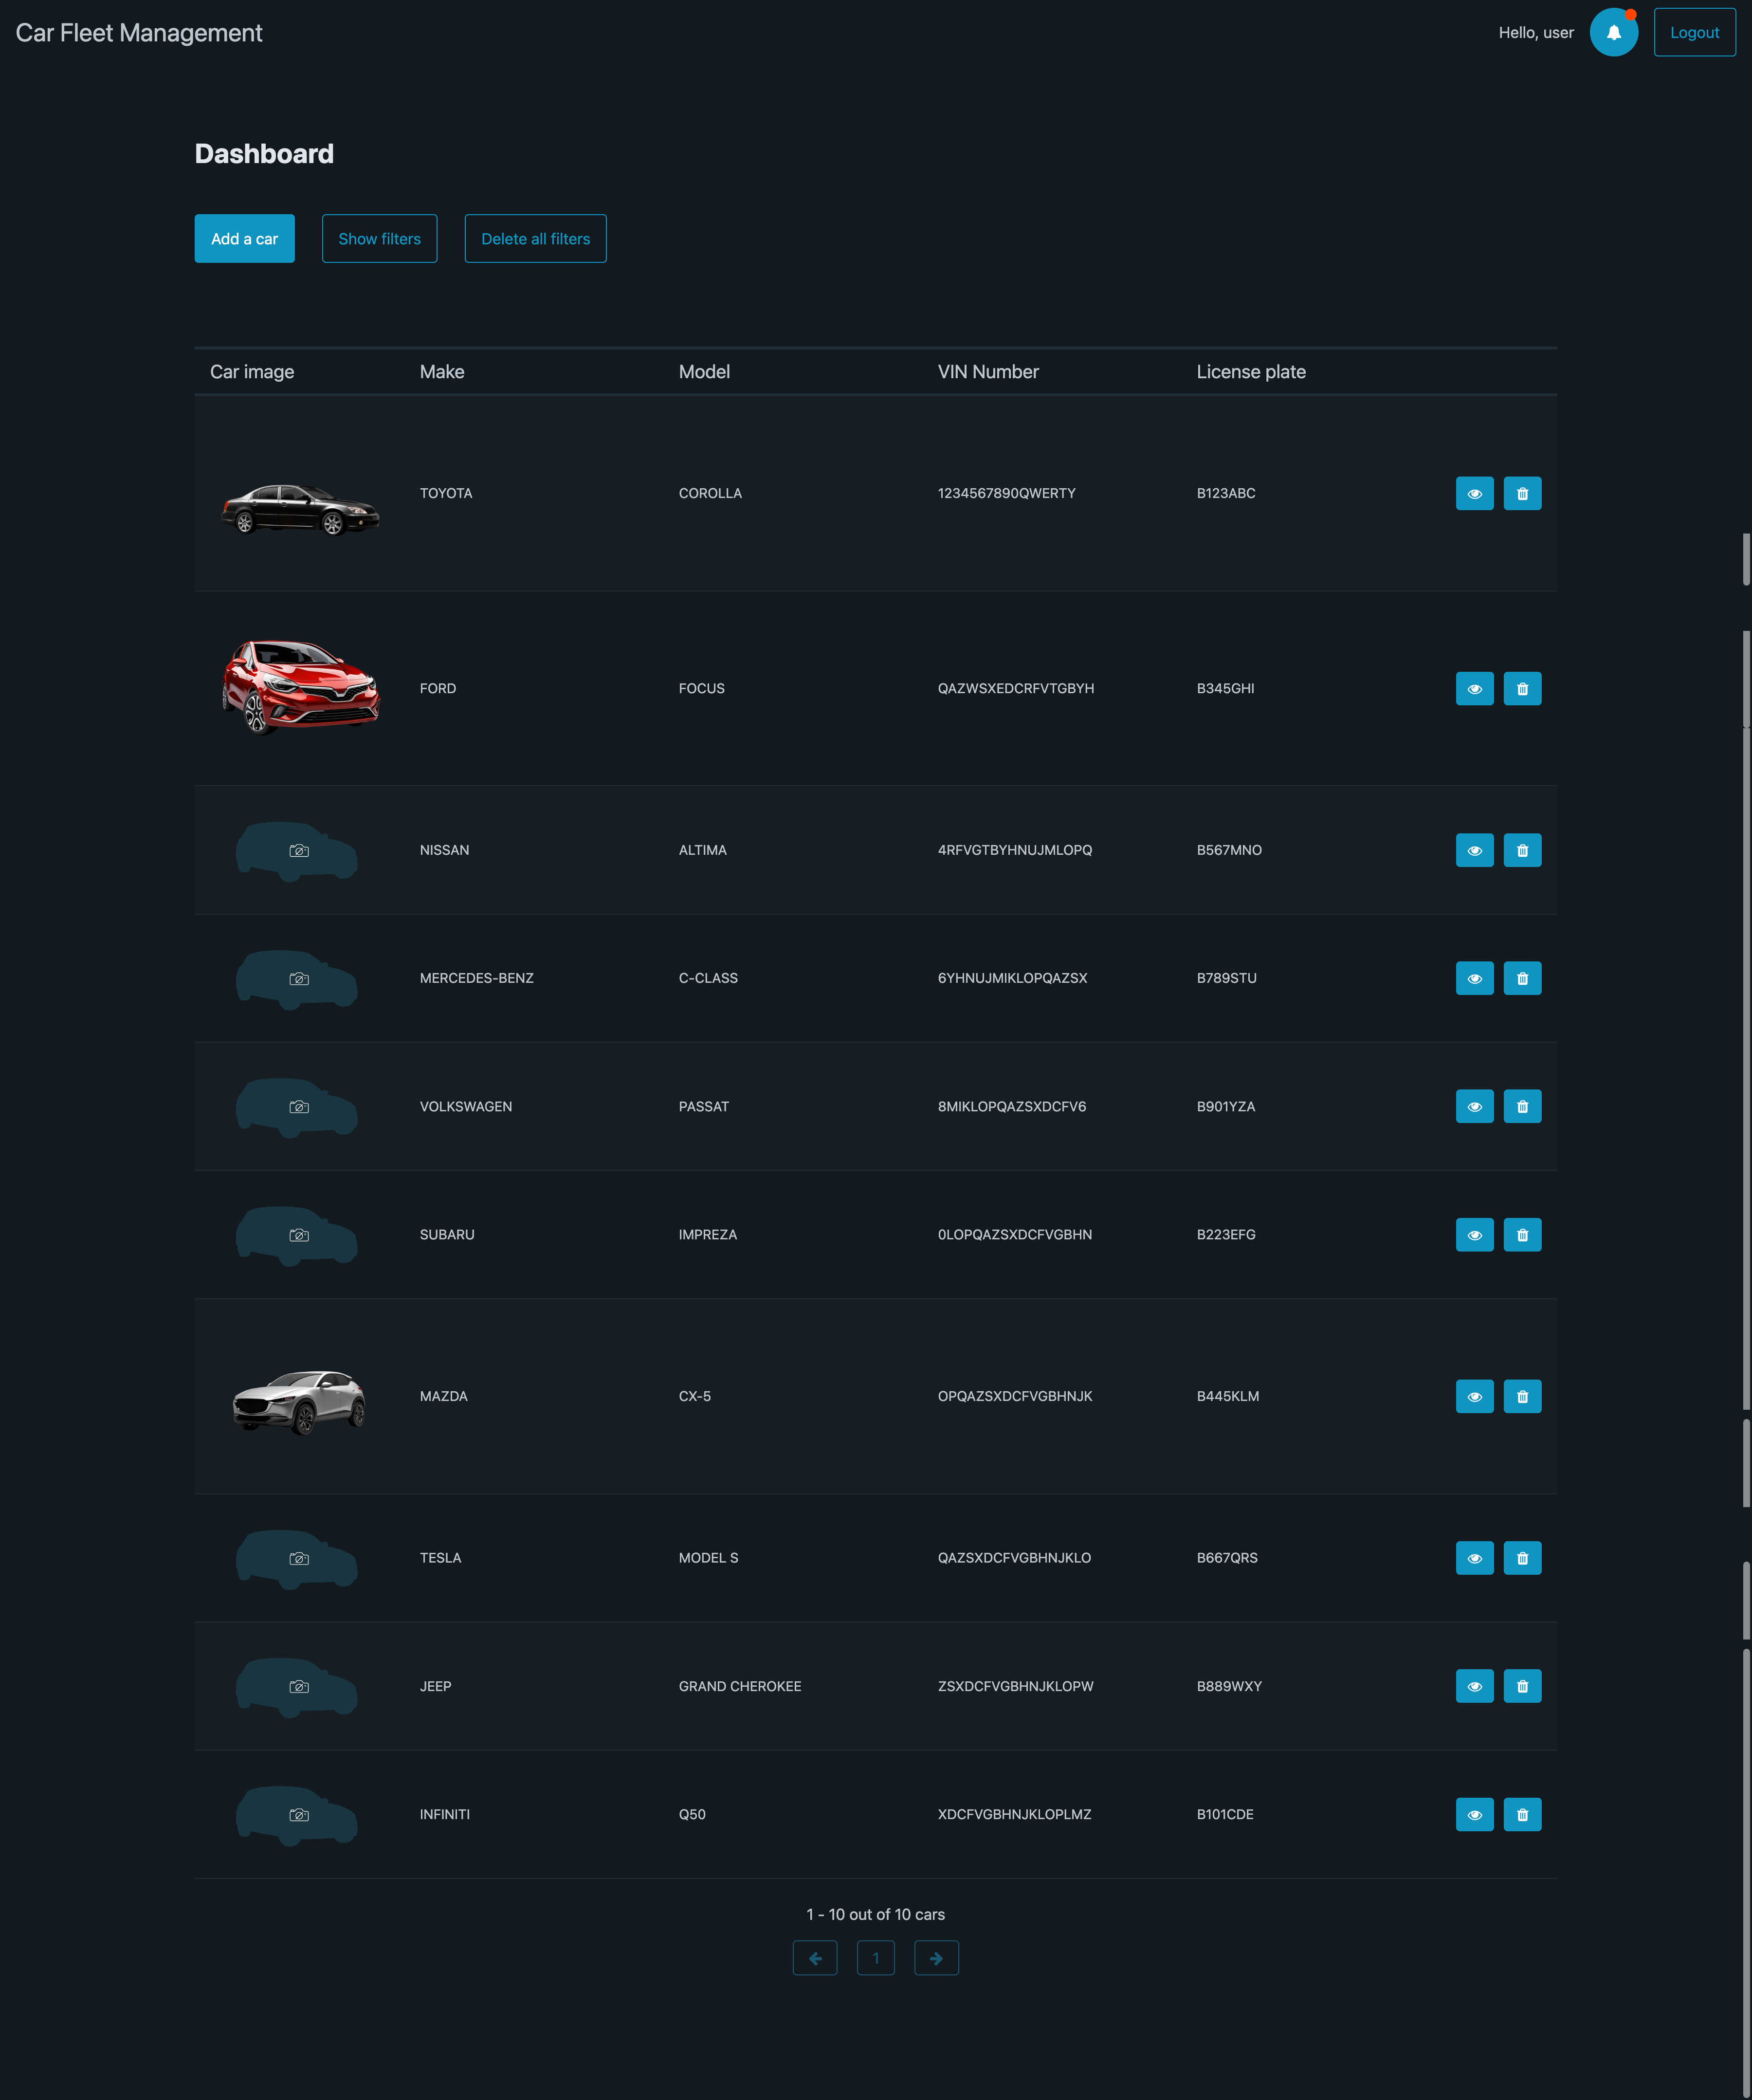 Car Fleet Management
Hello, user
Logout
Dashboard
Add a car
Show filters
Delete all filters
Car image Make Model VIN Number License plate
TOYOTA COROLLA 1234567890QWERTY B123ABC
FORD FOCUS QAZWSXEDCRFVTGBYH B345GHI
NISSAN ALTIMA 4RFVGTBYHNUJMLOPQ B567MNO
MERCEDES-BENZ C-CLASS 6YHNUJMIKLOPQAZSX B789STU
VOLKSWAGEN PASSAT 8MIKLOPQAZSXDCFV6 B901YZA
SUBARU IMPREZA 0LOPQAZSXDCFVGBHN B223EFG
MAZDA CX-5 OPQAZSXDCFVGBHNJK B445KLM
TESLA MODEL S QAZSXDCFVGBHNJKLO B667QRS
JEEP GRAND CHEROKEE ZSXDCFVGBHNJKLOPW B889WXY
INFINITI Q50 XDCFVGBHNJKLOPLMZ B101CDE
1 - 10 out of 10 cars
1